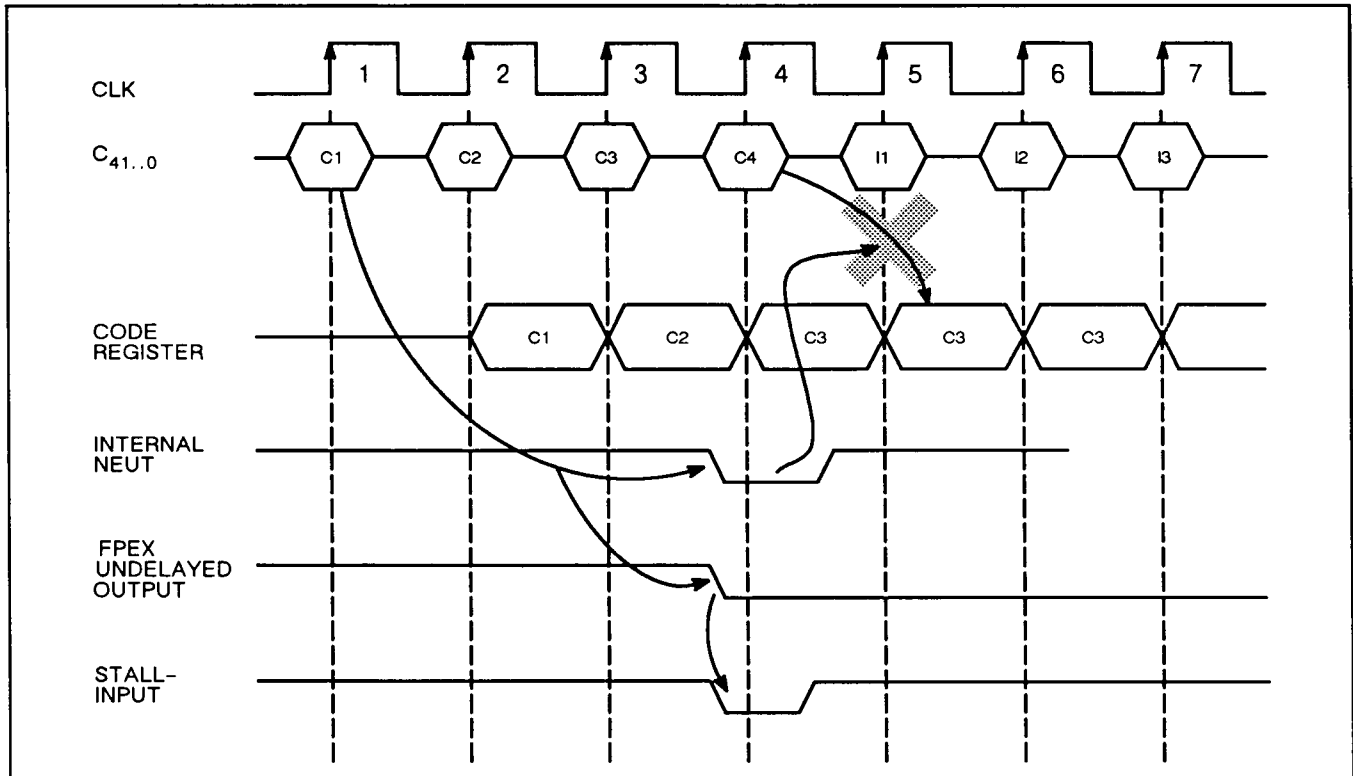 CLK 1 2 3 4 5 6 7
C41..0 C1 C2 C3 C4 I1 I2 I3
CODE
REGISTER C1 C2 C3 C3 C3
INTERNAL
NEUT
FPEX
UNDELAYED
OUTPUT
STALL-
INPUT